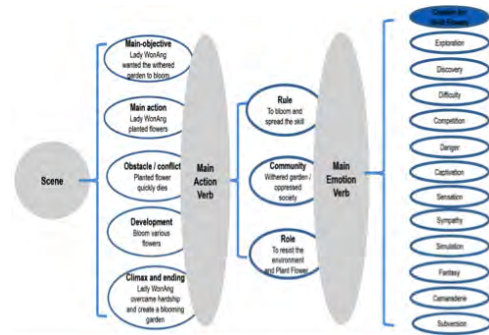 Scene
Main-objective
Lady WonAng
wanted the withered
garden to bloom
Main action
Lady WonAng
planted flowers
Obstacle / conflict
Planted flower
quickly dies
Development
Bloom various
flowers
Climax and ending
Lady WonAng
overcame hardship
and create a blooming
garden
Main
Action
Verb
Rule
To bloom and
spread the skill
Community
Withered garden /
oppressed
society
Role
To resist the
environment
and Plant Flower
Main
Emotion
Verb
Exploration
Discovery
Difficulty
Competition
Danger
Captivation
Sensation
Sympathy
Simulation
Fantasy
Camaraderie
Subversion